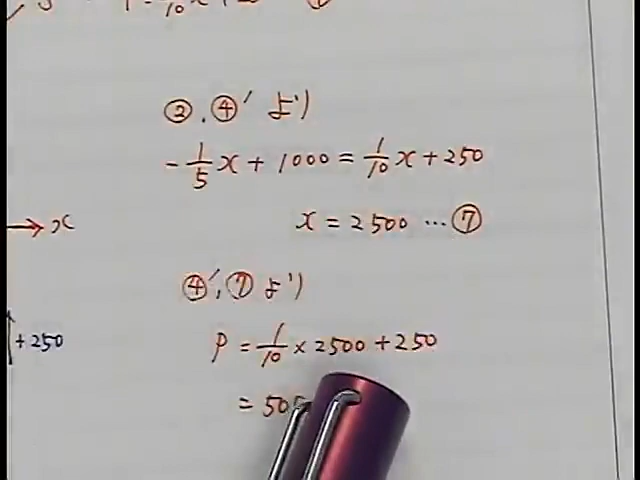 ②, ④' より
-1/5 x + 1000 = 1/10 x + 250
x = 2500 … ⑦
→ x
④', ⑦ より
+250
P = 1/10 × 2500 + 250
= 50